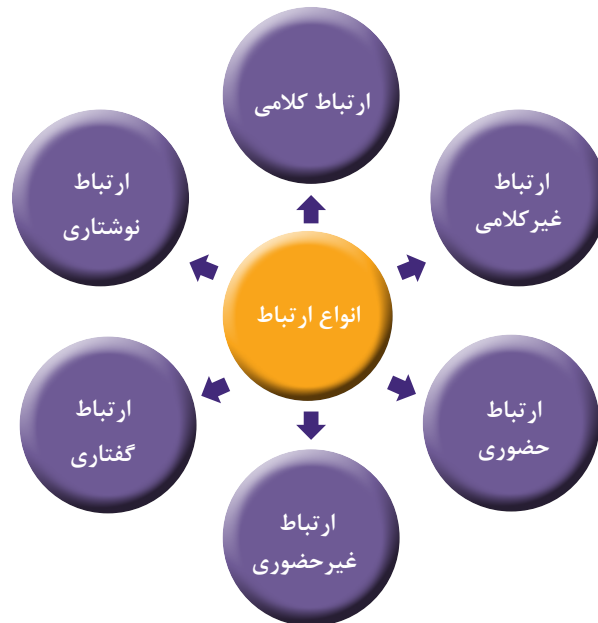 ارتباط کلامی
ارتباط
غیرکلامی
ارتباط
نوشتاری
انواع ارتباط
ارتباط
حضوری
ارتباط
گفتاری
ارتباط
غیرحضوری